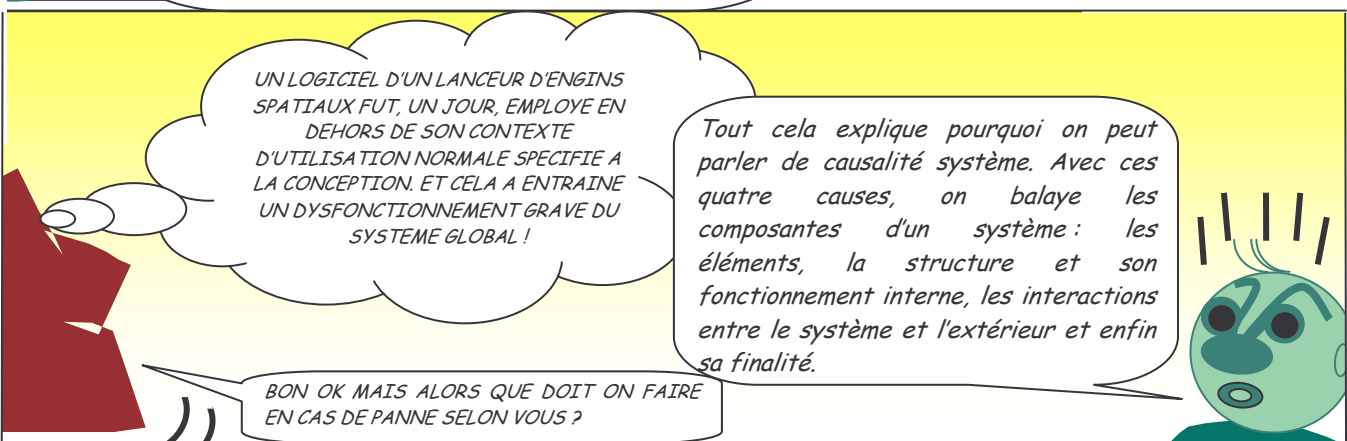 UN LOGICIEL D'UN LANCEUR D'ENGINS
SPATIAUX FUT, UN JOUR, EMPLOYE EN
DEHORS DE SON CONTEXTE
D'UTILISATION NORMALE SPECIFIE A
LA CONCEPTION. ET CELA A ENTRAINE
UN DYSFONCTIONNEMENT GRAVE DU
SYSTEME GLOBAL !
Tout cela explique pourquoi on peut
parler de causalité système. Avec ces
quatre causes, on balaye les
composantes d'un système : les
éléments, la structure et son
fonctionnement interne, les interactions
entre le système et l'extérieur et enfin
sa finalité.
BON OK MAIS ALORS QUE DOIT ON FAIRE
EN CAS DE PANNE SELON VOUS ?